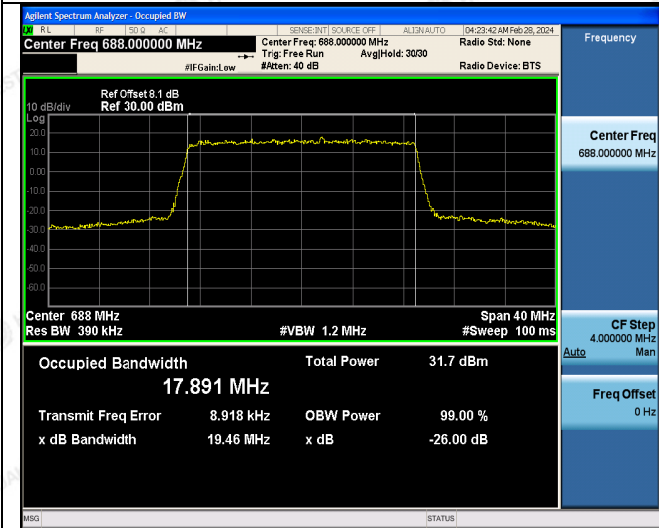 Agilent Spectrum Analyzer - Occupied BW
RL RF 50 Ω AC SENSE:INT SOURCE OFF ALIGN AUTO 04:23:42 AM Feb 28, 2024
Center Freq 688.000000 MHz
Center Freq: 688.000000 MHz
Radio Std: None
Trig: Free Run Avg|Hold: 30/30
#IFGain:Low
#Atten: 40 dB
Radio Device: BTS
Ref Offset 8.1 dB
10 dB/div
Ref 30.00 dBm
Log
20.0
10.0
0.00
-10.0
-20.0
-30.0
-40.0
-50.0
-60.0
Center 688 MHz
Span 40 MHz
Res BW 390 kHz
#VBW 1.2 MHz
#Sweep 100 ms
Occupied Bandwidth
17.891 MHz
Total Power 31.7 dBm
Transmit Freq Error 8.918 kHz
OBW Power 99.00 %
x dB Bandwidth 19.46 MHz
x dB -26.00 dB
MSG
STATUS
Frequency
Center Freq
688.000000 MHz
CF Step
4.000000 MHz
Auto Man
Freq Offset
0 Hz